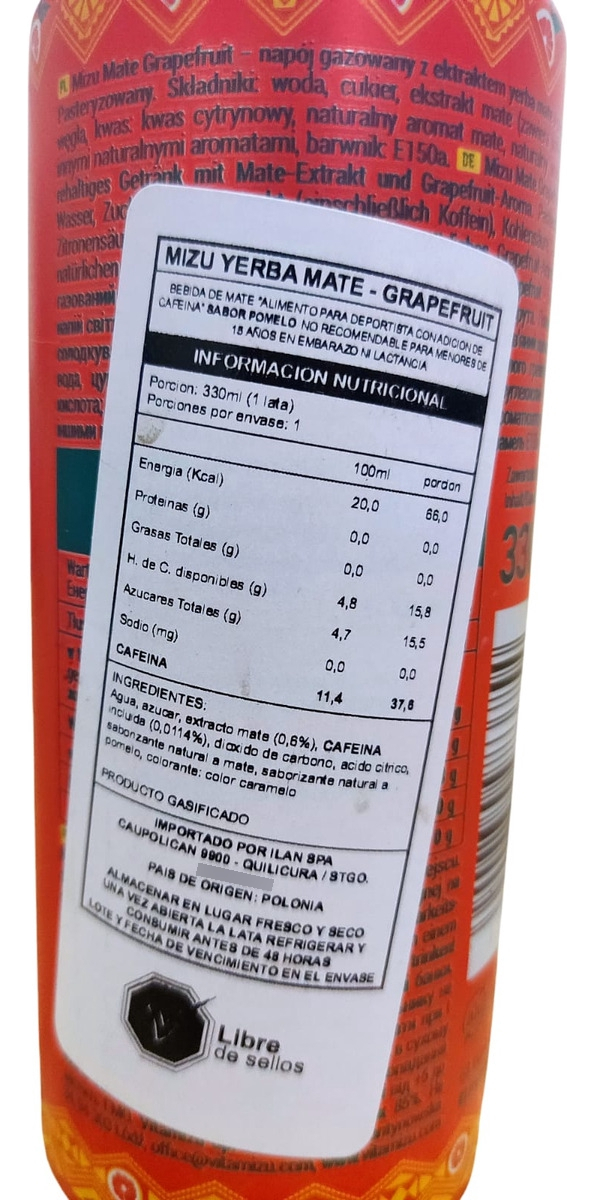 PL Mizu Mate Grapefruit - napój gazowany z ekstraktem yerba
Pasteryzowany. Składniki: woda, cukier, ekstrakt mate
węgla, kwas: kwas cytrynowy, naturalny aromat mate,
innymi naturalnymi aromatami, barwnik: E150a. DE Mizu Mate
rehaltiges Getränk mit Mate-Extrakt und Grapefruit-Aroma.
Wasser, (einschließlich Koffein),
natürlichen
MIZU YERBA MATE - GRAPEFRUIT
BEBIDA DE MATE "ALIMENTO PARA DEPORTISTA CON ADICION DE
CAFEINA" SABOR POMELO NO RECOMENDABLE PARA MENORES DE
18 AÑOS EN EMBARAZO NI LACTANCIA
INFORMACION NUTRICIONAL
Porcion: 330ml (1 lata)
Porciones por envase: 1
100ml porcion
Energia (Kcal) 20,0 66,0
Proteinas (g) 0,0 0,0
Grasas Totales (g) 0,0 0,0
H. de C. disponibles (g) 4,8 15,8
Azucares Totales (g) 4,7 15,5
Sodio (mg) 0,0 0,0
CAFEINA 11,4 37,6
INGREDIENTES:
Agua, azucar, extracto mate (0,6%), CAFEINA
incluida (0,0114%), dioxido de carbono, acido citrico,
saborizante natural a mate, saborizante natural a
pomelo, colorante: color caramelo
PRODUCTO GASIFICADO
IMPORTADO POR ILAN SPA
CAUPOLICAN 9900 - QUILICURA / STGO.
PAIS DE ORIGEN: POLONIA
ALMACENAR EN LUGAR FRESCO Y SECO
UNA VEZ ABIERTA LA LATA REFRIGERAR Y
CONSUMIR ANTES DE 48 HORAS
LOTE Y FECHA DE VENCIMIENTO EN EL ENVASE
Libre
de sellos